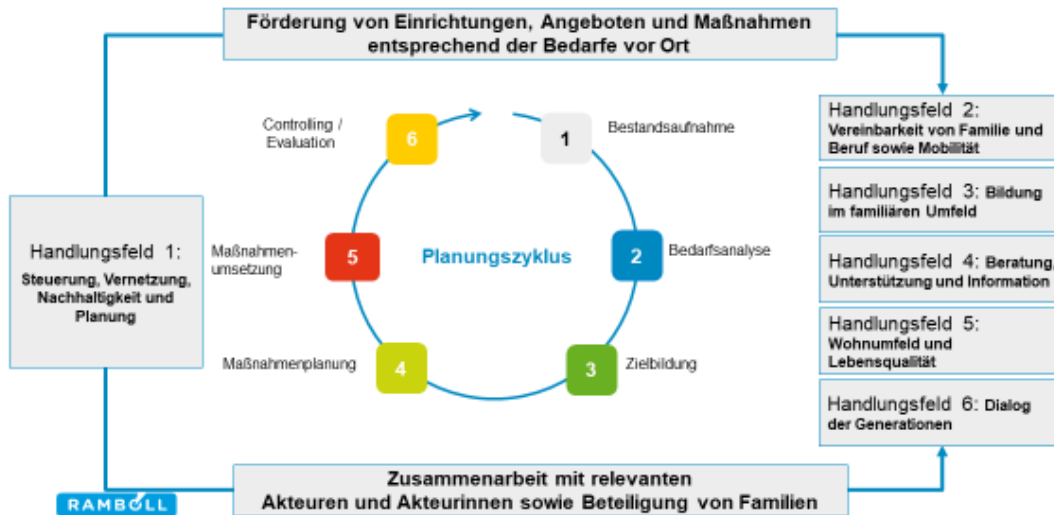 Förderung von Einrichtungen, Angeboten und Maßnahmen
entsprechend der Bedarfe vor Ort
Handlungsfeld 1:
Steuerung, Vernetzung,
Nachhaltigkeit und
Planung
Planungszyklus
1
Bestandsaufnahme
2
Bedarfsanalyse
3
Zielbildung
4
Maßnahmenplanung
5
Maßnahmen-
umsetzung
6
Controlling /
Evaluation
Handlungsfeld 2:
Vereinbarkeit von Familie und
Beruf sowie Mobilität
Handlungsfeld 3: Bildung
im familiären Umfeld
Handlungsfeld 4: Beratung,
Unterstützung und Information
Handlungsfeld 5:
Wohnumfeld und
Lebensqualität
Handlungsfeld 6: Dialog
der Generationen
Zusammenarbeit mit relevanten
Akteuren und Akteurinnen sowie Beteiligung von Familien
RAMBOLL